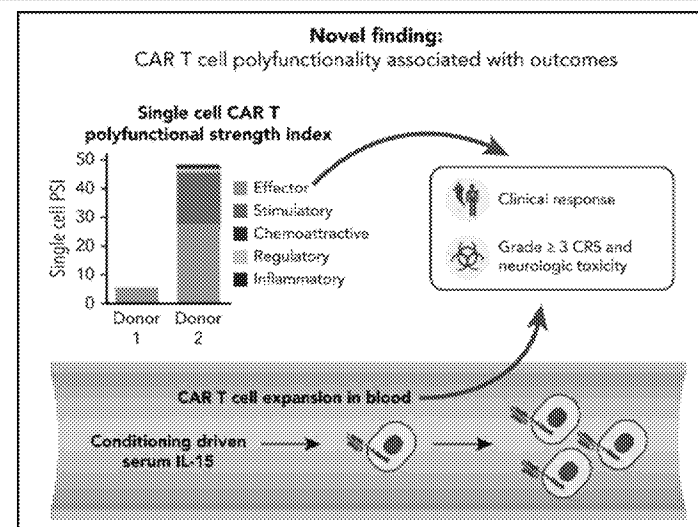 Novel finding:
CAR T cell polyfunctionality associated with outcomes
Single cell CAR T
polyfunctional strength index
Single cell PSI
50
40
30
20
10
0
Donor
1
Donor
2
Effector
Stimulatory
Chemoattractive
Regulatory
Inflammatory
Clinical response
Grade ≥ 3 CRS and
neurologic toxicity
CAR T cell expansion in blood
Conditioning driven
serum IL-15